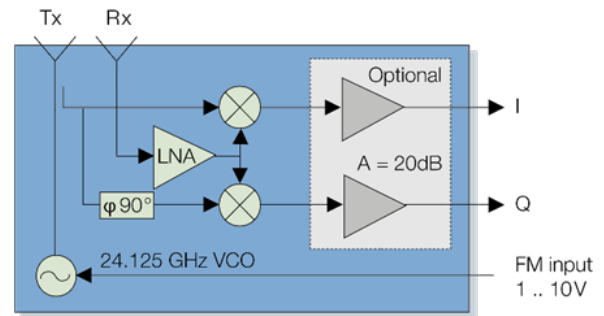 Tx Rx
Optional
I
LNA
A = 20dB
φ 90°
Q
24.125 GHz VCO
FM input
1 .. 10V